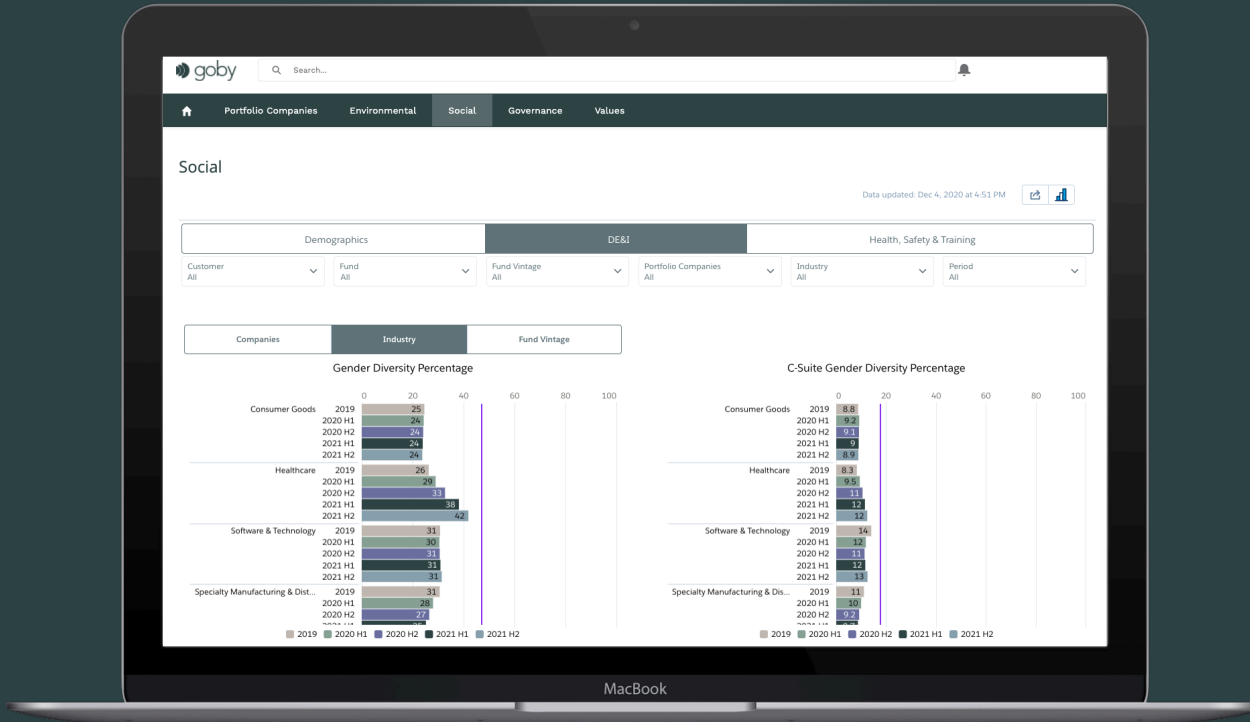 goby
Search...
Portfolio Companies Environmental Social Governance Values
Social
Data updated: Dec 4, 2020 at 4:51 PM
Demographics DE&I Health, Safety & Training
Customer Fund Fund Vintage Portfolio Companies Industry Period
All All All All All All
Companies Industry Fund Vintage
Gender Diversity Percentage
0 20 40 60 80 100
Consumer Goods 2019 25
2020 H1 24
2020 H2 24
2021 H1 24
2021 H2 24
Healthcare 2019 26
2020 H1 29
2020 H2 33
2021 H1 38
2021 H2 42
Software & Technology 2019 31
2020 H1 30
2020 H2 31
2021 H1 31
2021 H2 31
Specialty Manufacturing & Dist... 2019 31
2020 H1 28
2020 H2 27
2019 2020 H1 2020 H2 2021 H1 2021 H2
C-Suite Gender Diversity Percentage
0 20 40 60 80 100
Consumer Goods 2019 8.8
2020 H1 9.2
2020 H2 9.1
2021 H1 9
2021 H2 8.9
Healthcare 2019 8.3
2020 H1 9.5
2020 H2 11
2021 H1 12
2021 H2 12
Software & Technology 2019 14
2020 H1 12
2020 H2 11
2021 H1 12
2021 H2 13
Specialty Manufacturing & Dis... 2019 11
2020 H1 10
2020 H2 9.2
2019 2020 H1 2020 H2 2021 H1 2021 H2
MacBook